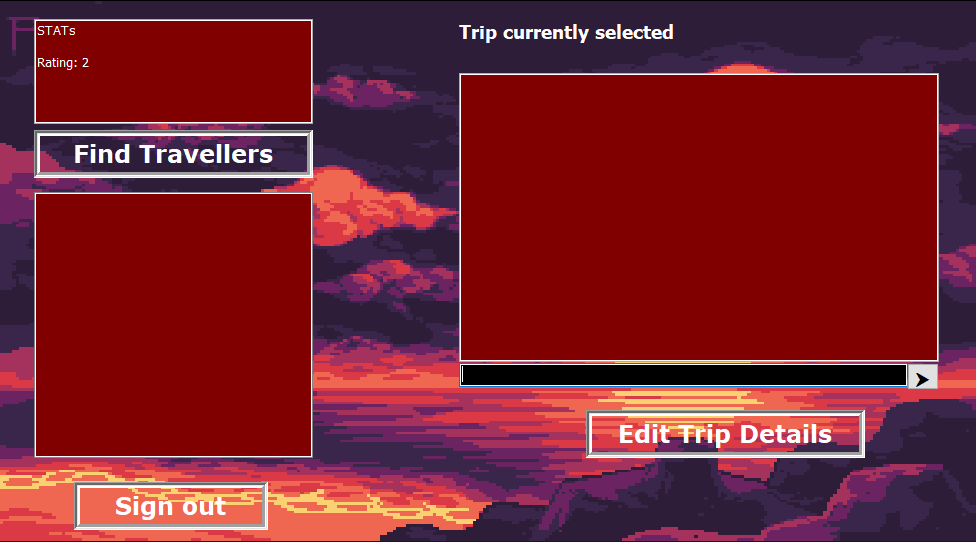 STATs
Rating: 2
Find Travellers
Sign out
Trip currently selected
➤
Edit Trip Details